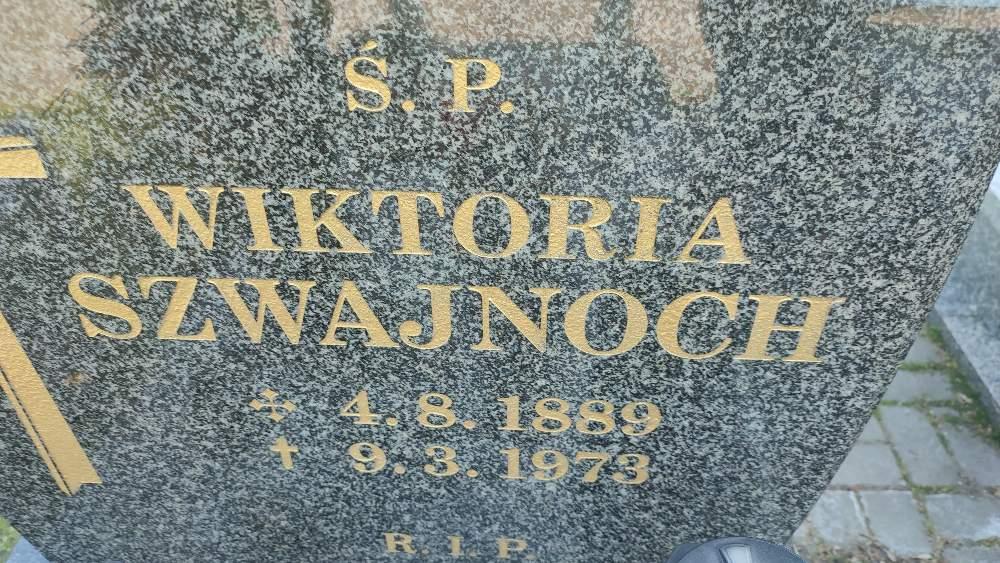 Ś. P.
WIKTORIA
SZWAJNOCH
4. 8. 1889
✝ 9. 3. 1973
R. I. P.